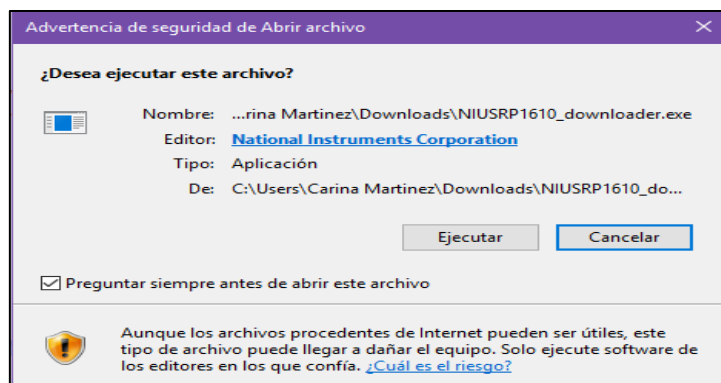 Advertencia de seguridad de Abrir archivo
¿Desea ejecutar este archivo?
Nombre: ...rina Martinez\Downloads\NIUSRP1610_downloader.exe
Editor: National Instruments Corporation
Tipo: Aplicación
De: C:\Users\Carina Martinez\Downloads\NIUSRP1610_do...
Ejecutar Cancelar
Preguntar siempre antes de abrir este archivo
Aunque los archivos procedentes de Internet pueden ser útiles, este
tipo de archivo puede llegar a dañar el equipo. Solo ejecute software de
los editores en los que confía. ¿Cuál es el riesgo?